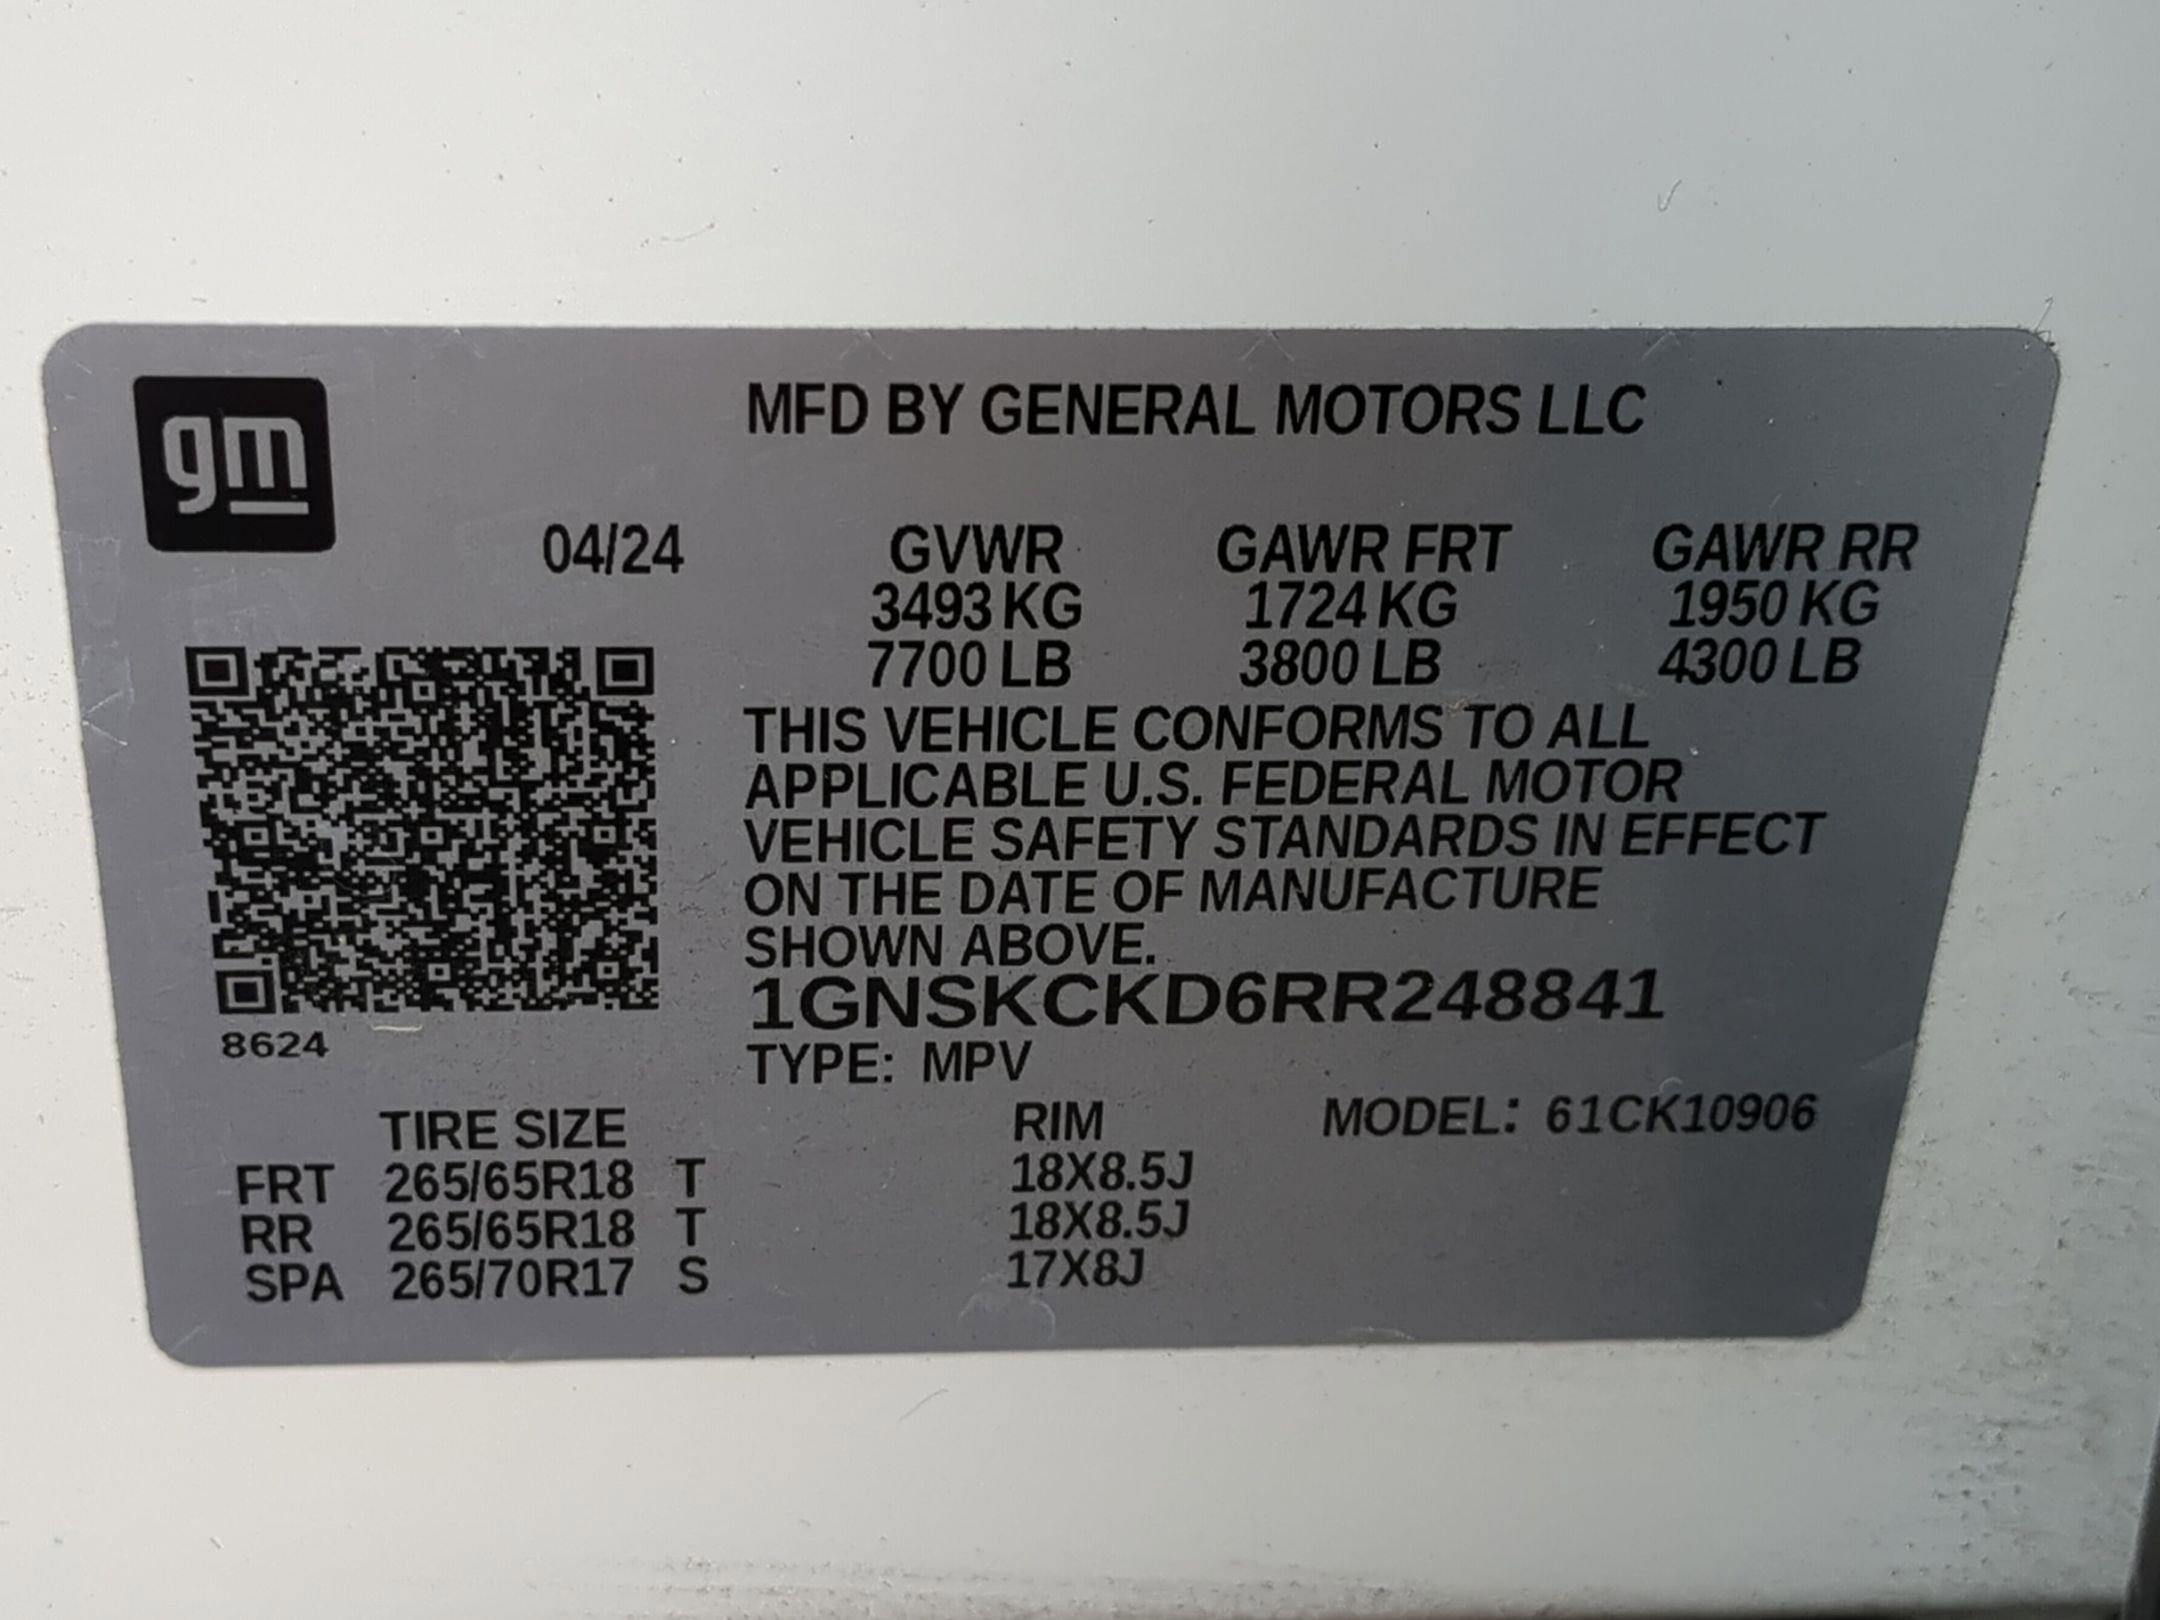 gm
MFD BY GENERAL MOTORS LLC
04/24 GVWR GAWR FRT GAWR RR
3493 KG 1724 KG 1950 KG
7700 LB 3800 LB 4300 LB
THIS VEHICLE CONFORMS TO ALL
APPLICABLE U.S. FEDERAL MOTOR
VEHICLE SAFETY STANDARDS IN EFFECT
ON THE DATE OF MANUFACTURE
SHOWN ABOVE.
1GNSKCKD6RR248841
8624
TYPE: MPV
TIRE SIZE RIM MODEL: 61CK10906
FRT 265/65R18 T 18X8.5J
RR 265/65R18 T 18X8.5J
SPA 265/70R17 S 17X8J